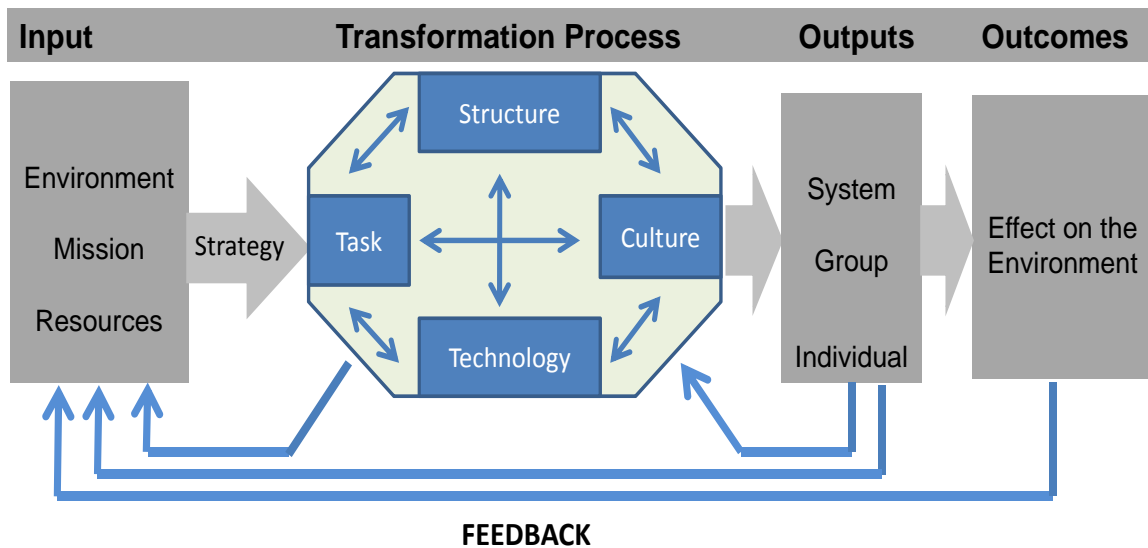 Input
Transformation Process
Outputs
Outcomes
Environment
Mission
Resources
Strategy
Structure
Task
Culture
Technology
System
Group
Individual
Effect on the
Environment
FEEDBACK